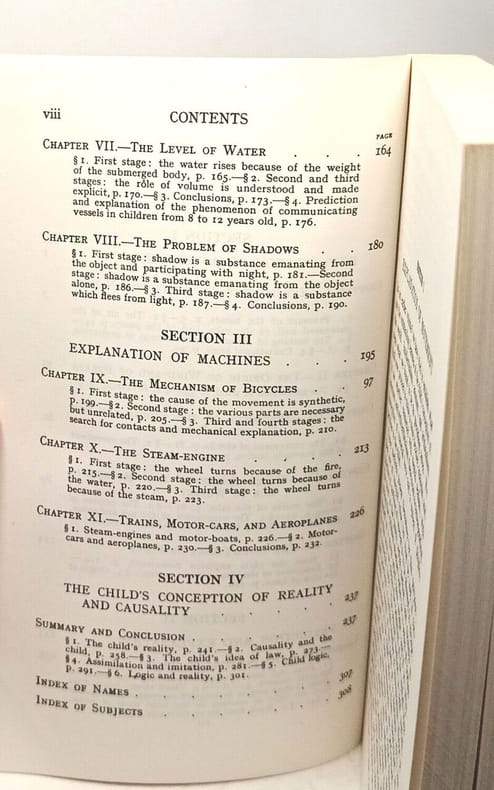 viii CONTENTS
PAGE
CHAPTER VII.—THE LEVEL OF WATER . . . 164
§ 1. First stage: the water rises because of the weight
of the submerged body, p. 165.—§ 2. Second and third
stages: the rôle of volume is understood and made
explicit, p. 170.—§ 3. Conclusions, p. 173.—§ 4. Prediction
and explanation of the phenomenon of communicating
vessels in children from 8 to 12 years old, p. 176.
CHAPTER VIII.—THE PROBLEM OF SHADOWS . . 180
§ 1. First stage: shadow is a substance emanating from
the object and participating with night, p. 181.—Second
stage: shadow is a substance emanating from the object
alone, p. 186.—§ 3. Third stage: shadow is a substance
which flees from light, p. 187.—§ 4. Conclusions, p. 190.
SECTION III
EXPLANATION OF MACHINES . . . 195
CHAPTER IX.—THE MECHANISM OF BICYCLES . . 97
§ 1. First stage: the cause of the movement is synthetic,
p. 199.—§ 2. Second stage: the various parts are necessary
but unrelated, p. 205.—§ 3. Third and fourth stages: the
search for contacts and mechanical explanation, p. 210.
CHAPTER X.—THE STEAM-ENGINE . . . . 213
§ 1. First stage: the wheel turns because of the fire,
p. 215.—§ 2. Second stage: the wheel turns because of
the water, p. 220.—§ 3. Third stage: the wheel turns
because of the steam, p. 223.
CHAPTER XI.—TRAINS, MOTOR-CARS, AND AEROPLANES 226
§ 1. Steam-engines and motor-boats, p. 226.—§ 2. Motor-
cars and aeroplanes, p. 230.—§ 3. Conclusions, p. 232.
SECTION IV
THE CHILD'S CONCEPTION OF REALITY
AND CAUSALITY . . . . 237
SUMMARY AND CONCLUSION . . . . . 237
§ 1. The child's reality, p. 241.—§ 2. Causality and the
child, p. 258.—§ 3. The child's idea of law, p. 273.—
§ 4. Assimilation and imitation, p. 281.—§ 5. Child logic,
p. 291.—§ 6. Logic and reality, p. 301.
INDEX OF NAMES . . . . . . 307
INDEX OF SUBJECTS . . . . . . 308